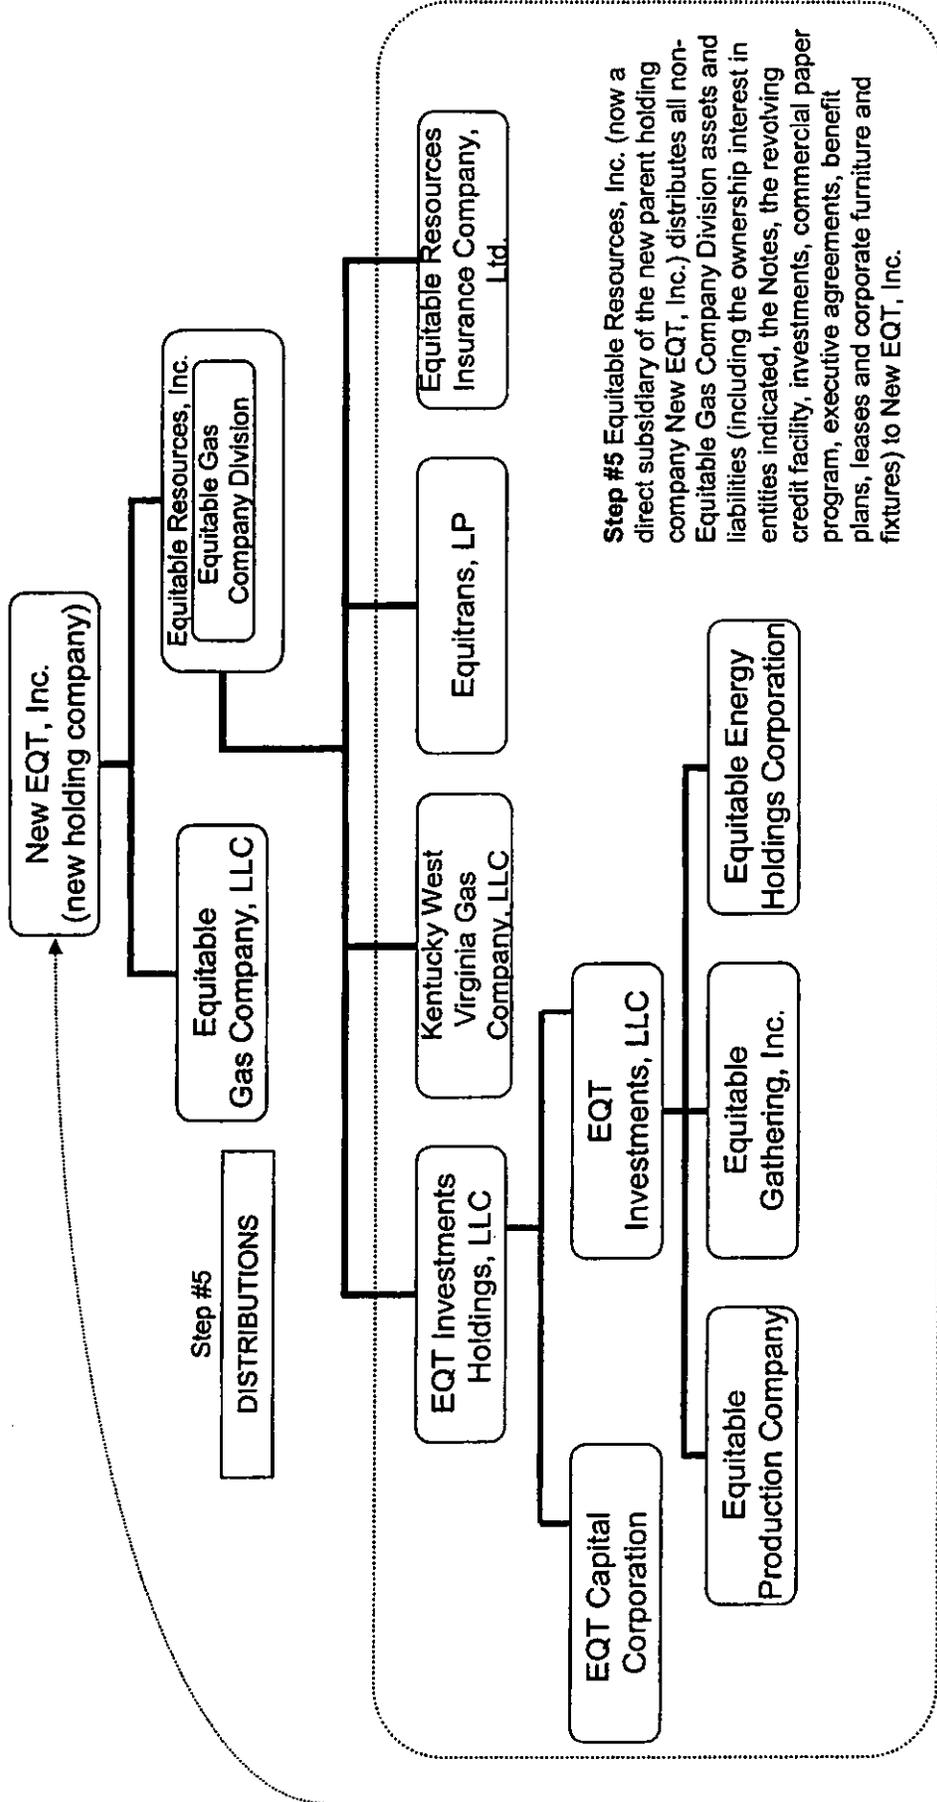 New EQT, Inc.
(new holding company)
Equitable
Gas Company, LLC
Equitable Resources, Inc.
Equitable Gas
Company Division
Step #5
DISTRIBUTIONS
EQT Investments
Holdings, LLC
Kentucky West
Virginia Gas
Company, LLC
Equitrans, LP
Equitable Resources
Insurance Company,
Ltd.
EQT Capital
Corporation
EQT
Investments, LLC
Equitable
Production Company
Equitable
Gathering, Inc.
Equitable Energy
Holdings Corporation
Step #5 Equitable Resources, Inc. (now a
direct subsidiary of the new parent holding
company New EQT, Inc.) distributes all non-
Equitable Gas Company Division assets and
liabilities (including the ownership interest in
entities indicated, the Notes, the revolving
credit facility, investments, commercial paper
program, executive agreements, benefit
plans, leases and corporate furniture and
fixtures) to New EQT, Inc.